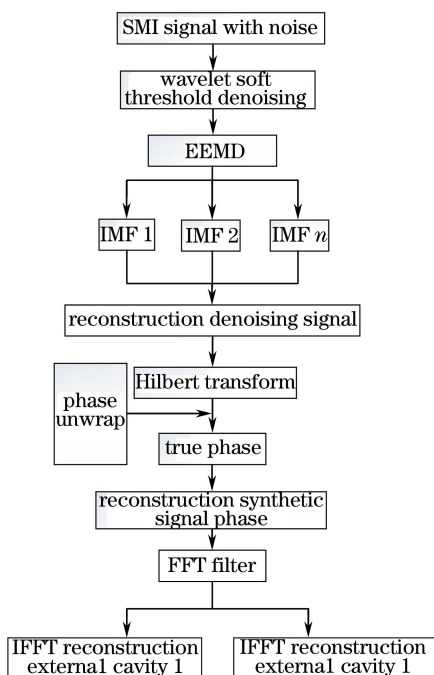 SMI signal with noise
wavelet soft
threshold denoising
EEMD
IMF 1
IMF 2
IMF n
reconstruction denoising signal
Hilbert transform
phase
unwrap
true phase
reconstruction synthetic
signal phase
FFT filter
IFFT reconstruction
externa1 cavity 1
IFFT reconstruction
externa1 cavity 1